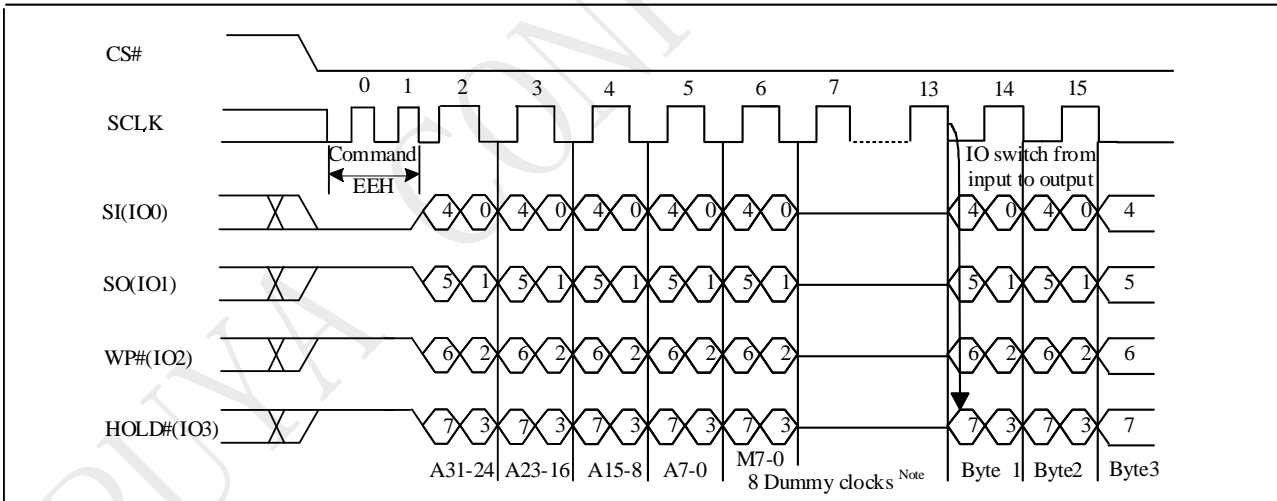 CS#
0 1 2 3 4 5 6 7 13 14 15
SCLK
Command
EEH
IO switch from
input to output
SI(IO0)
4 0 4 0 4 0 4 0 4 0 4 0 4 0 4
SO(IO1)
5 1 5 1 5 1 5 1 5 1 5 1 5 1 5
WP#(IO2)
6 2 6 2 6 2 6 2 6 2 6 2 6 2 6
HOLD#(IO3)
7 3 7 3 7 3 7 3 7 3 7 3 7 3 7
A31-24 A23-16 A15-8 A7-0 M7-0 Byte 1 Byte2 Byte3
8 Dummy clocks Note